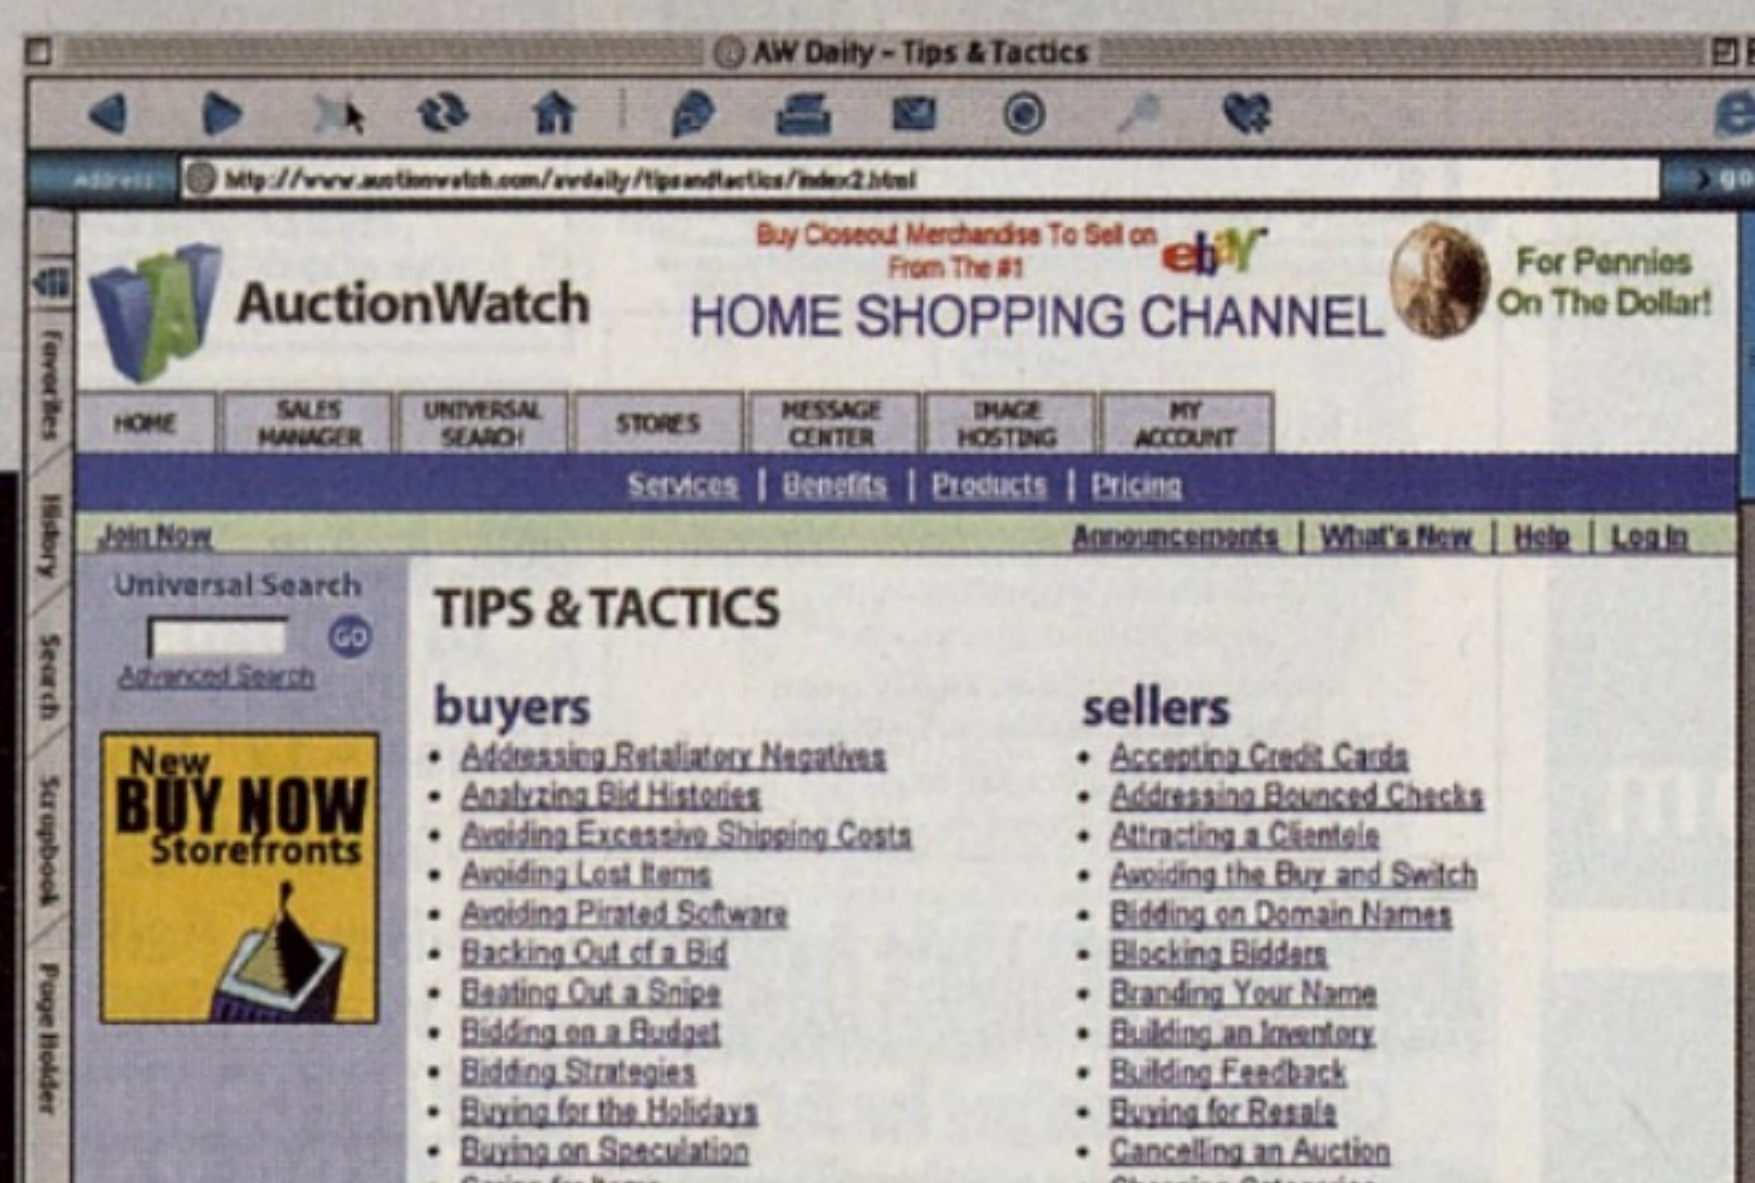 AW Daily – Tips & Tactics
Address: http://www.auctionwatch.com/awdaily/tipsandtactics/index2.html
› go
AuctionWatch
Buy Closeout Merchandise To Sell on ebay
From The #1
HOME SHOPPING CHANNEL
For Pennies
On The Dollar!
HOME
SALES
MANAGER
UNIVERSAL
SEARCH
STORES
MESSAGE
CENTER
IMAGE
HOSTING
MY
ACCOUNT
Services | Benefits | Products | Pricing
Join Now
Announcements | What's New | Help | Log In
Favorites
History
Search
Scrapbook
Page Holder
Universal Search
GO
Advanced Search
New
BUY NOW
Storefronts
TIPS & TACTICS
buyers
• Addressing Retaliatory Negatives
• Analyzing Bid Histories
• Avoiding Excessive Shipping Costs
• Avoiding Lost Items
• Avoiding Pirated Software
• Backing Out of a Bid
• Beating Out a Snipe
• Bidding on a Budget
• Bidding Strategies
• Buying for the Holidays
• Buying on Speculation
sellers
• Accepting Credit Cards
• Addressing Bounced Checks
• Attracting a Clientele
• Avoiding the Buy and Switch
• Bidding on Domain Names
• Blocking Bidders
• Branding Your Name
• Building an Inventory
• Building Feedback
• Buying for Resale
• Cancelling an Auction